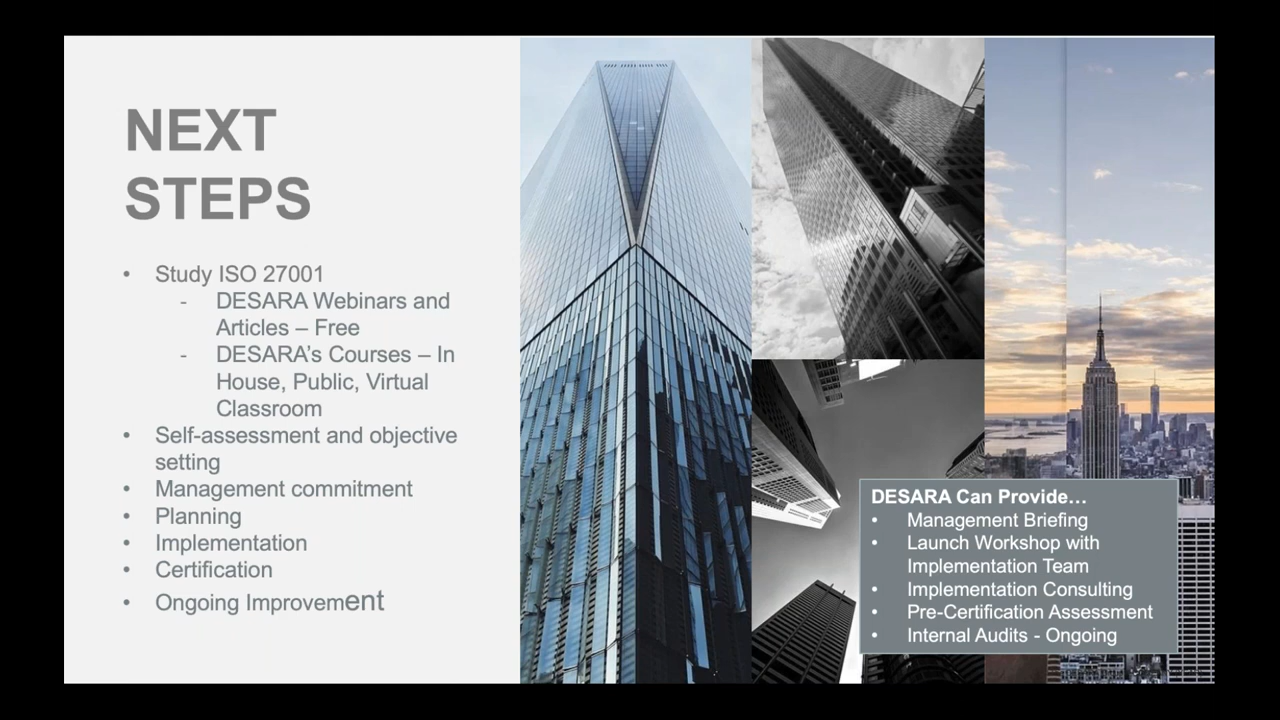 NEXT
STEPS
• Study ISO 27001
- DESARA Webinars and
Articles – Free
- DESARA's Courses – In
House, Public, Virtual
Classroom
• Self-assessment and objective
setting
• Management commitment
• Planning
• Implementation
• Certification
• Ongoing Improvement
DESARA Can Provide…
• Management Briefing
• Launch Workshop with
Implementation Team
• Implementation Consulting
• Pre-Certification Assessment
• Internal Audits - Ongoing